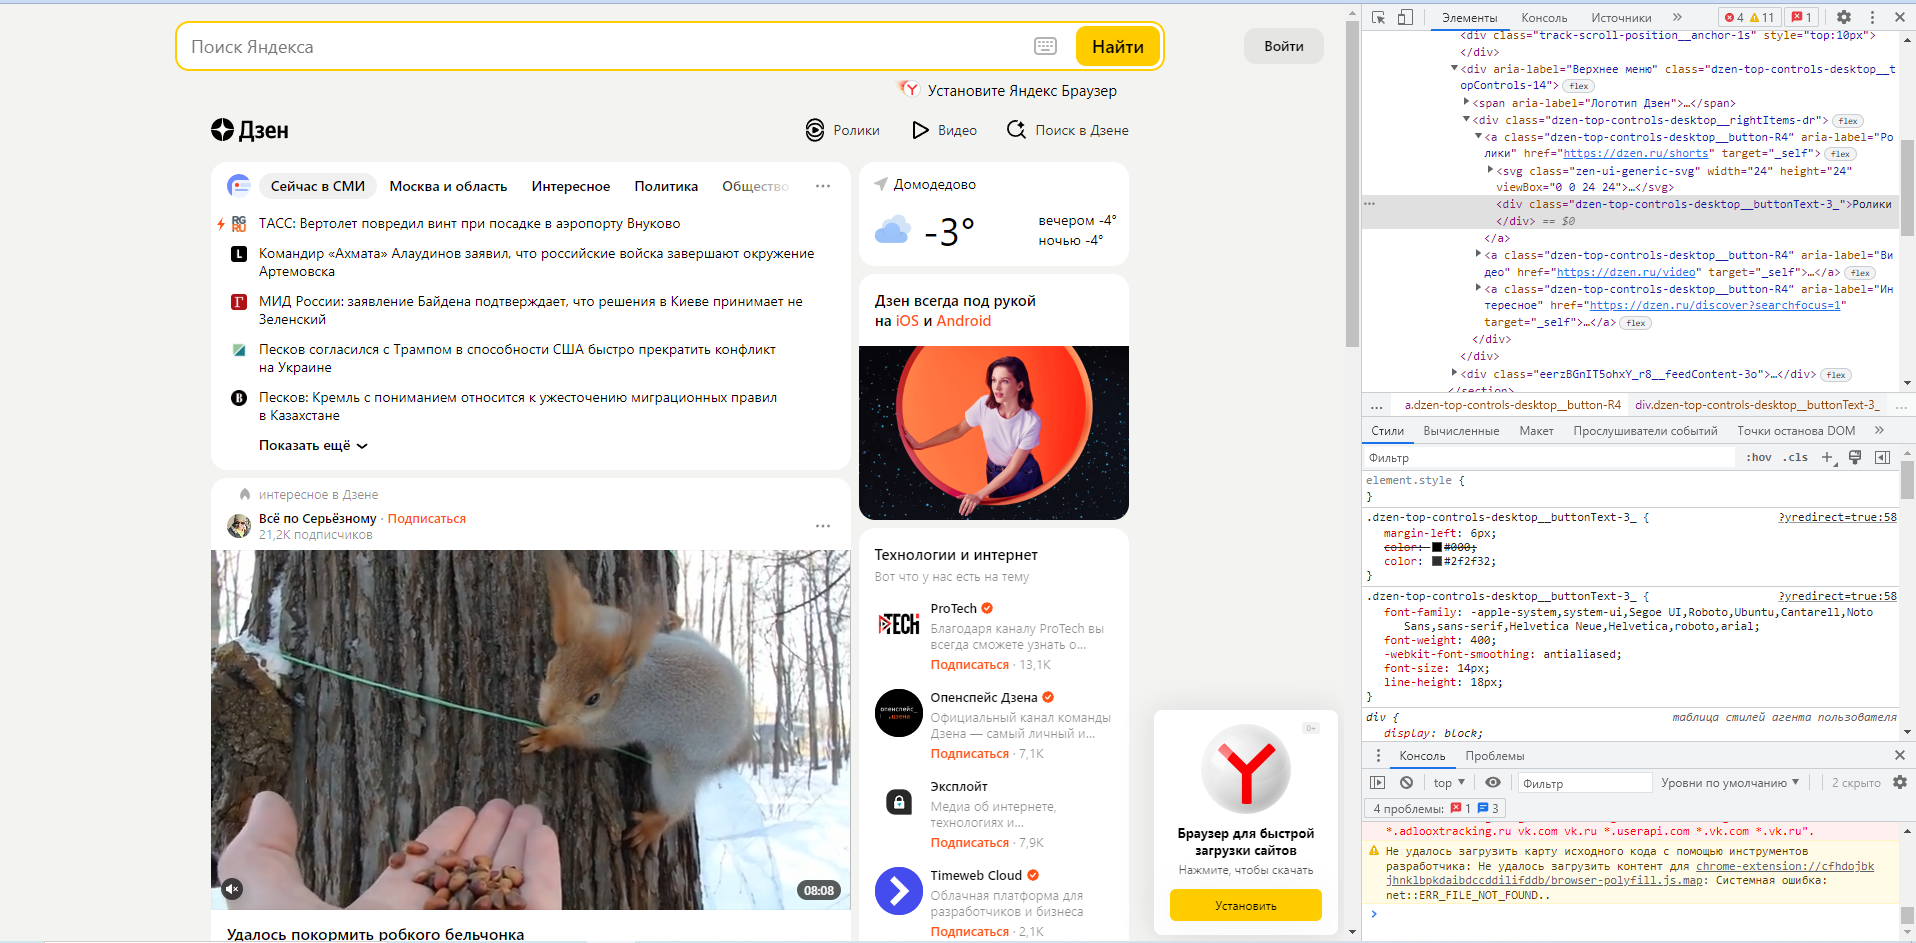 Поиск Яндекса
Найти
Войти
Установите Яндекс Браузер
Дзен
Ролики
Видео
Поиск в Дзене
Сейчас в СМИ
Москва и область
Интересное
Политика
Общество
ТАСС: Вертолет повредил винт при посадке в аэропорту Внуково
Командир «Ахмата» Алаудинов заявил, что российские войска завершают окружение
Артемовска
МИД России: заявление Байдена подтверждает, что решения в Киеве принимает не
Зеленский
Песков согласился с Трампом в способности США быстро прекратить конфликт
на Украине
Песков: Кремль с пониманием относится к ужесточению миграционных правил
в Казахстане
Показать ещё
интересное в Дзене
Всё по Серьёзному · Подписаться
21,2K подписчиков
08:08
Удалось покормить робкого бельчонка
Домодедово
-3°
вечером -4°
ночью -4°
Дзен всегда под рукой
на iOS и Android
Технологии и интернет
Вот что у нас есть на тему
ProTech
Благодаря каналу ProTech вы
всегда сможете узнать о...
Подписаться · 13,1K
Опенспейс Дзена
Официальный канал команды
Дзена — самый личный и...
Подписаться · 7,1K
Эксплойт
Медиа об интернете,
технологиях и...
Подписаться · 7,9K
Timeweb Cloud
Облачная платформа для
разработчиков и бизнеса
Подписаться · 2,1K
0+
Браузер для быстрой
загрузки сайтов
Нажмите, чтобы скачать
Установить
Элементы
Консоль
Источники
4
11
1
<div class="track-scroll-position__anchor-1s" style="top:10px">
</div>
<div aria-label="Верхнее меню" class="dzen-top-controls-desktop__t
opControls-14"> flex
<span aria-label="Логотип Дзен">…</span>
<div class="dzen-top-controls-desktop__rightItems-dr"> flex
<a class="dzen-top-controls-desktop__button-R4" aria-label="Ро
лики" href="https://dzen.ru/shorts" target="_self"> flex
<svg class="zen-ui-generic-svg" width="24" height="24"
viewBox="0 0 24 24">…</svg>
<div class="dzen-top-controls-desktop__buttonText-3_">Ролики
</div> == $0
</a>
<a class="dzen-top-controls-desktop__button-R4" aria-label="Ви
део" href="https://dzen.ru/video" target="_self">…</a> flex
<a class="dzen-top-controls-desktop__button-R4" aria-label="Ин
тересное" href="https://dzen.ru/discover?searchfocus=1"
target="_self">…</a> flex
</div>
</div>
<div class="eerzBGnIT5ohxY_r8__feedContent-3o">…</div> flex
</section>
... a.dzen-top-controls-desktop__button-R4 div.dzen-top-controls-desktop__buttonText-3_ ...
Стили
Вычисленные
Макет
Прослушиватели событий
Точки останова DOM
Фильтр
:hov .cls +
element.style {
}
.dzen-top-controls-desktop__buttonText-3_ { ?yredirect=true:58
margin-left: 6px;
color: #000;
color: #2f2f32;
}
.dzen-top-controls-desktop__buttonText-3_ { ?yredirect=true:58
font-family: -apple-system,system-ui,Segoe UI,Roboto,Ubuntu,Cantarell,Noto
Sans,sans-serif,Helvetica Neue,Helvetica,roboto,arial;
font-weight: 400;
-webkit-font-smoothing: antialiased;
font-size: 14px;
line-height: 18px;
}
div { таблица стилей агента пользователя
display: block;
Консоль
Проблемы
top
Фильтр
Уровни по умолчанию
2 скрыто
4 проблемы: 1 3
*.adlooxtracking.ru vk.com vk.ru *.userapi.com *.vk.com *.vk.ru".
Не удалось загрузить карту исходного кода с помощью инструментов
разработчика: Не удалось загрузить контент для chrome-extension://cfhdojbk
jhnklbpkdaibdccddilifddb/browser-polyfill.js.map: Системная ошибка:
net::ERR_FILE_NOT_FOUND..